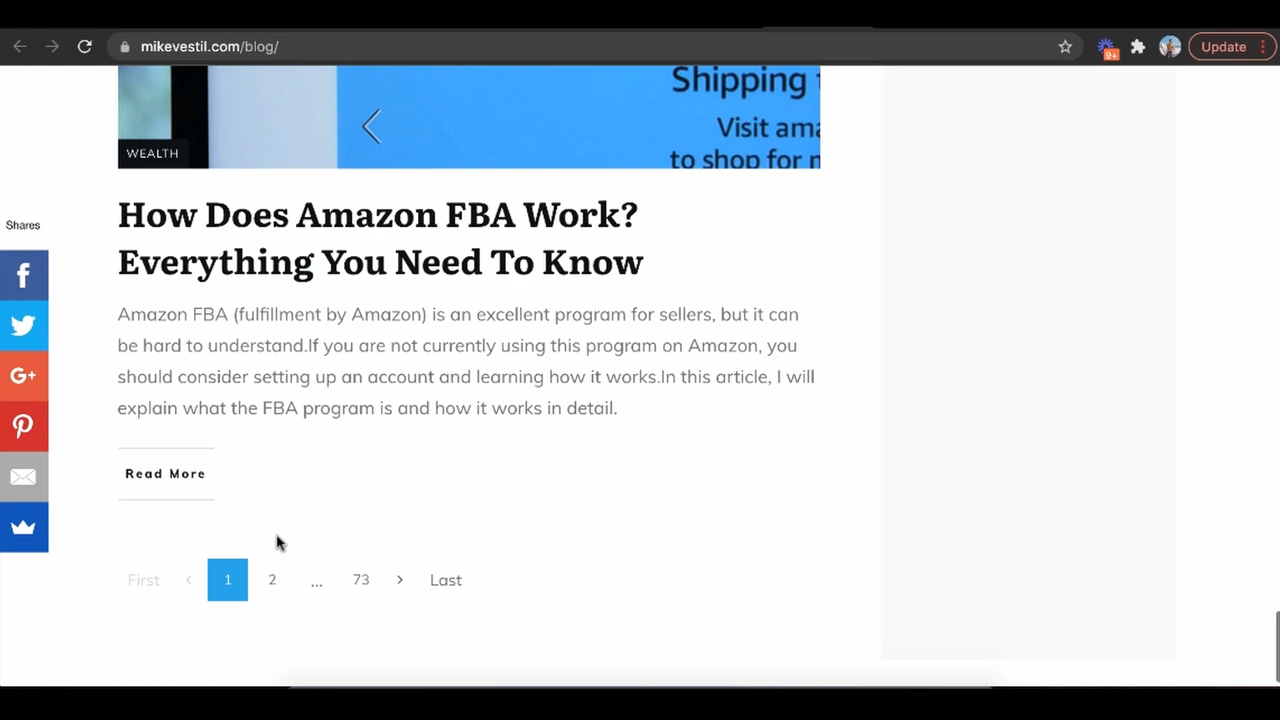 mikevestil.com/blog/
9+
Update
Shipping
Visit ama
to shop for
WEALTH
How Does Amazon FBA Work?
Everything You Need To Know
Amazon FBA (fulfillment by Amazon) is an excellent program for sellers, but it can
be hard to understand.If you are not currently using this program on Amazon, you
should consider setting up an account and learning how it works.In this article, I will
explain what the FBA program is and how it works in detail.
Shares
f
G+
Read More
First < 1 2 ... 73 > Last